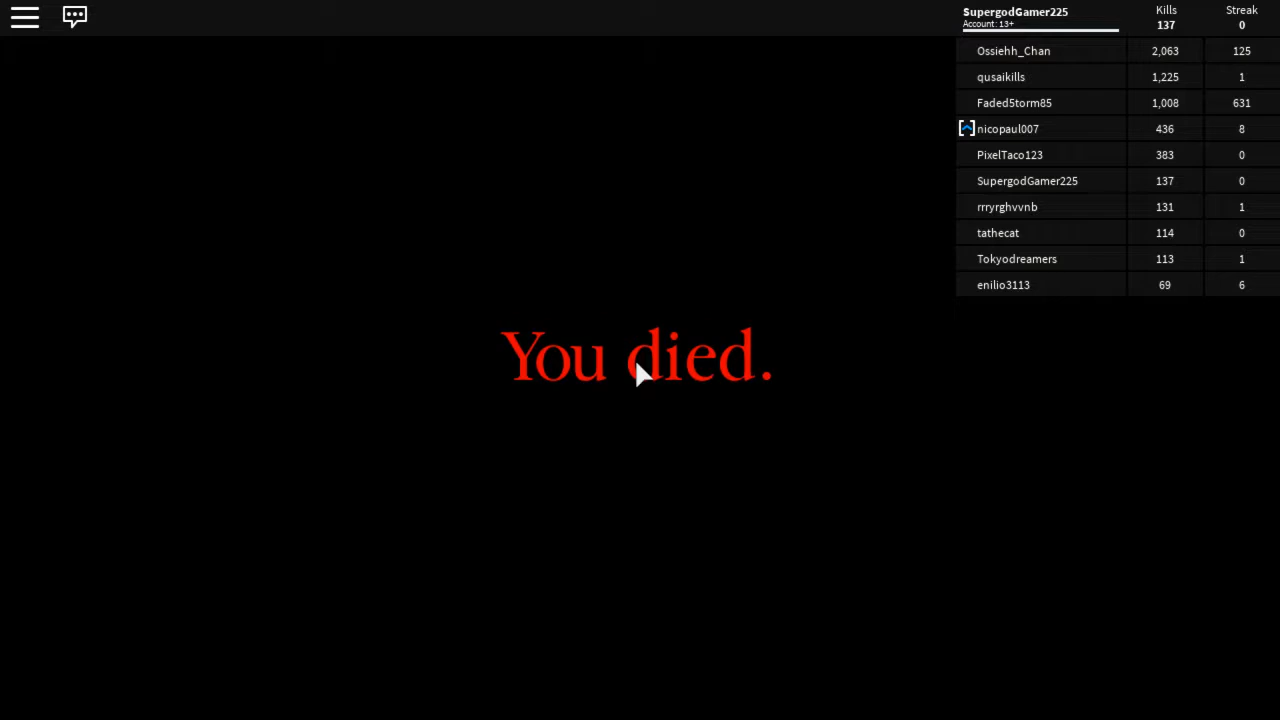 SupergodGamer225 Kills Streak
Account: 13+ 137 0
Ossiehh_Chan 2,063 125
qusaikills 1,225 1
Faded5torm85 1,008 631
nicopaul007 436 8
PixelTaco123 383 0
SupergodGamer225 137 0
rrryrghvvnb 131 1
tathecat 114 0
Tokyodreamers 113 1
enilio3113 69 6
You died.